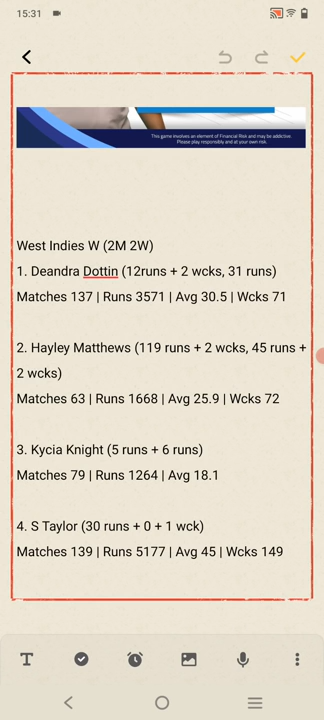 15:31
This game involves an element of Financial Risk and may be addictive.
Please play responsibly and at your own risk.
West Indies W (2M 2W)
1. Deandra Dottin (12runs + 2 wcks, 31 runs)
Matches 137 | Runs 3571 | Avg 30.5 | Wcks 71
2. Hayley Matthews (119 runs + 2 wcks, 45 runs +
2 wcks)
Matches 63 | Runs 1668 | Avg 25.9 | Wcks 72
3. Kycia Knight (5 runs + 6 runs)
Matches 79 | Runs 1264 | Avg 18.1
4. S Taylor (30 runs + 0 + 1 wck)
Matches 139 | Runs 5177 | Avg 45 | Wcks 149
T